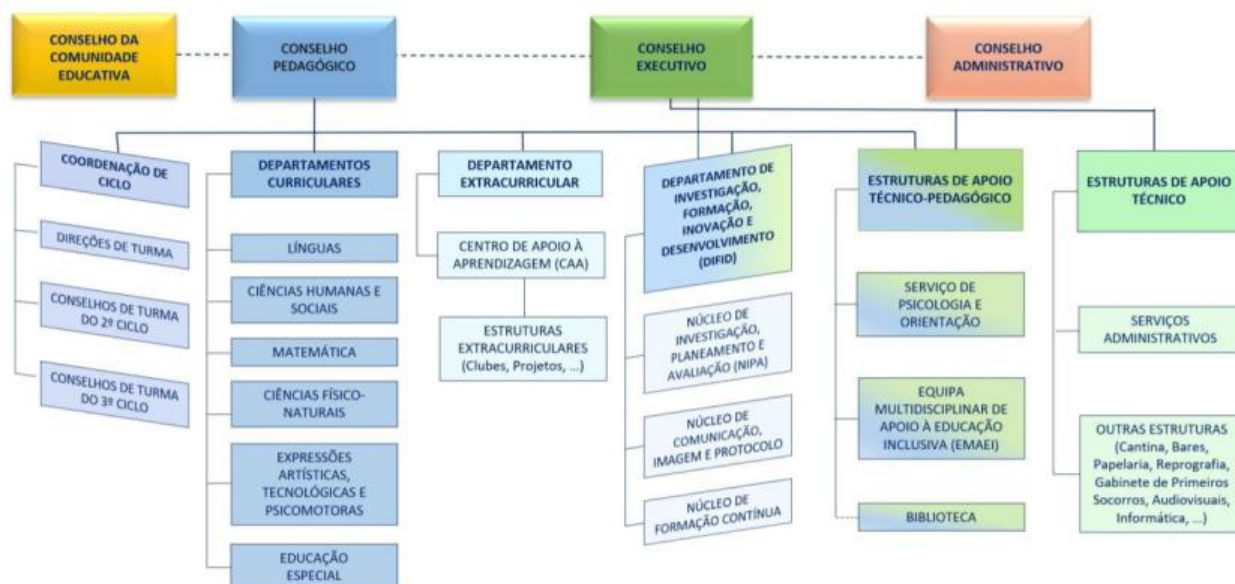 CONSELHO DA
COMUNIDADE
EDUCATIVA
CONSELHO
PEDAGÓGICO
CONSELHO
EXECUTIVO
CONSELHO
ADMINISTRATIVO
COORDENAÇÃO DE
CICLO
DIREÇÕES DE TURMA
CONSELHOS DE TURMA
DO 2º CICLO
CONSELHOS DE TURMA
DO 3º CICLO
DEPARTAMENTOS
CURRICULARES
LÍNGUAS
CIÊNCIAS HUMANAS E
SOCIAIS
MATEMÁTICA
CIÊNCIAS FÍSICO-
NATURAIS
EXPRESSÕES
ARTÍSTICAS,
TECNOLÓGICAS E
PSICOMOTORAS
EDUCAÇÃO
ESPECIAL
DEPARTAMENTO
EXTRACURRICULAR
CENTRO DE APOIO À
APRENDIZAGEM (CAA)
ESTRUTURAS
EXTRACURRICULARES
(Clubes, Projetos, ...)
DEPARTAMENTO DE
INVESTIGAÇÃO,
FORMAÇÃO,
INOVAÇÃO E
DESENVOLVIMENTO
(DIFID)
NÚCLEO DE
INVESTIGAÇÃO,
PLANEAMENTO E
AVALIAÇÃO (NIPA)
NÚCLEO DE
COMUNICAÇÃO,
IMAGEM E PROTOCOLO
NÚCLEO DE
FORMAÇÃO CONTÍNUA
ESTRUTURAS DE APOIO
TÉCNICO-PEDAGÓGICO
SERVIÇO DE
PSICOLOGIA E
ORIENTAÇÃO
EQUIPA
MULTIDISCIPLINAR DE
APOIO À EDUCAÇÃO
INCLUSIVA (EMAEI)
BIBLIOTECA
ESTRUTURAS DE APOIO
TÉCNICO
SERVIÇOS
ADMINISTRATIVOS
OUTRAS ESTRUTURAS
(Cantina, Bares,
Papelaria, Reprografia,
Gabinete de Primeiros
Socorros, Audiovisuais,
Informática, ...)